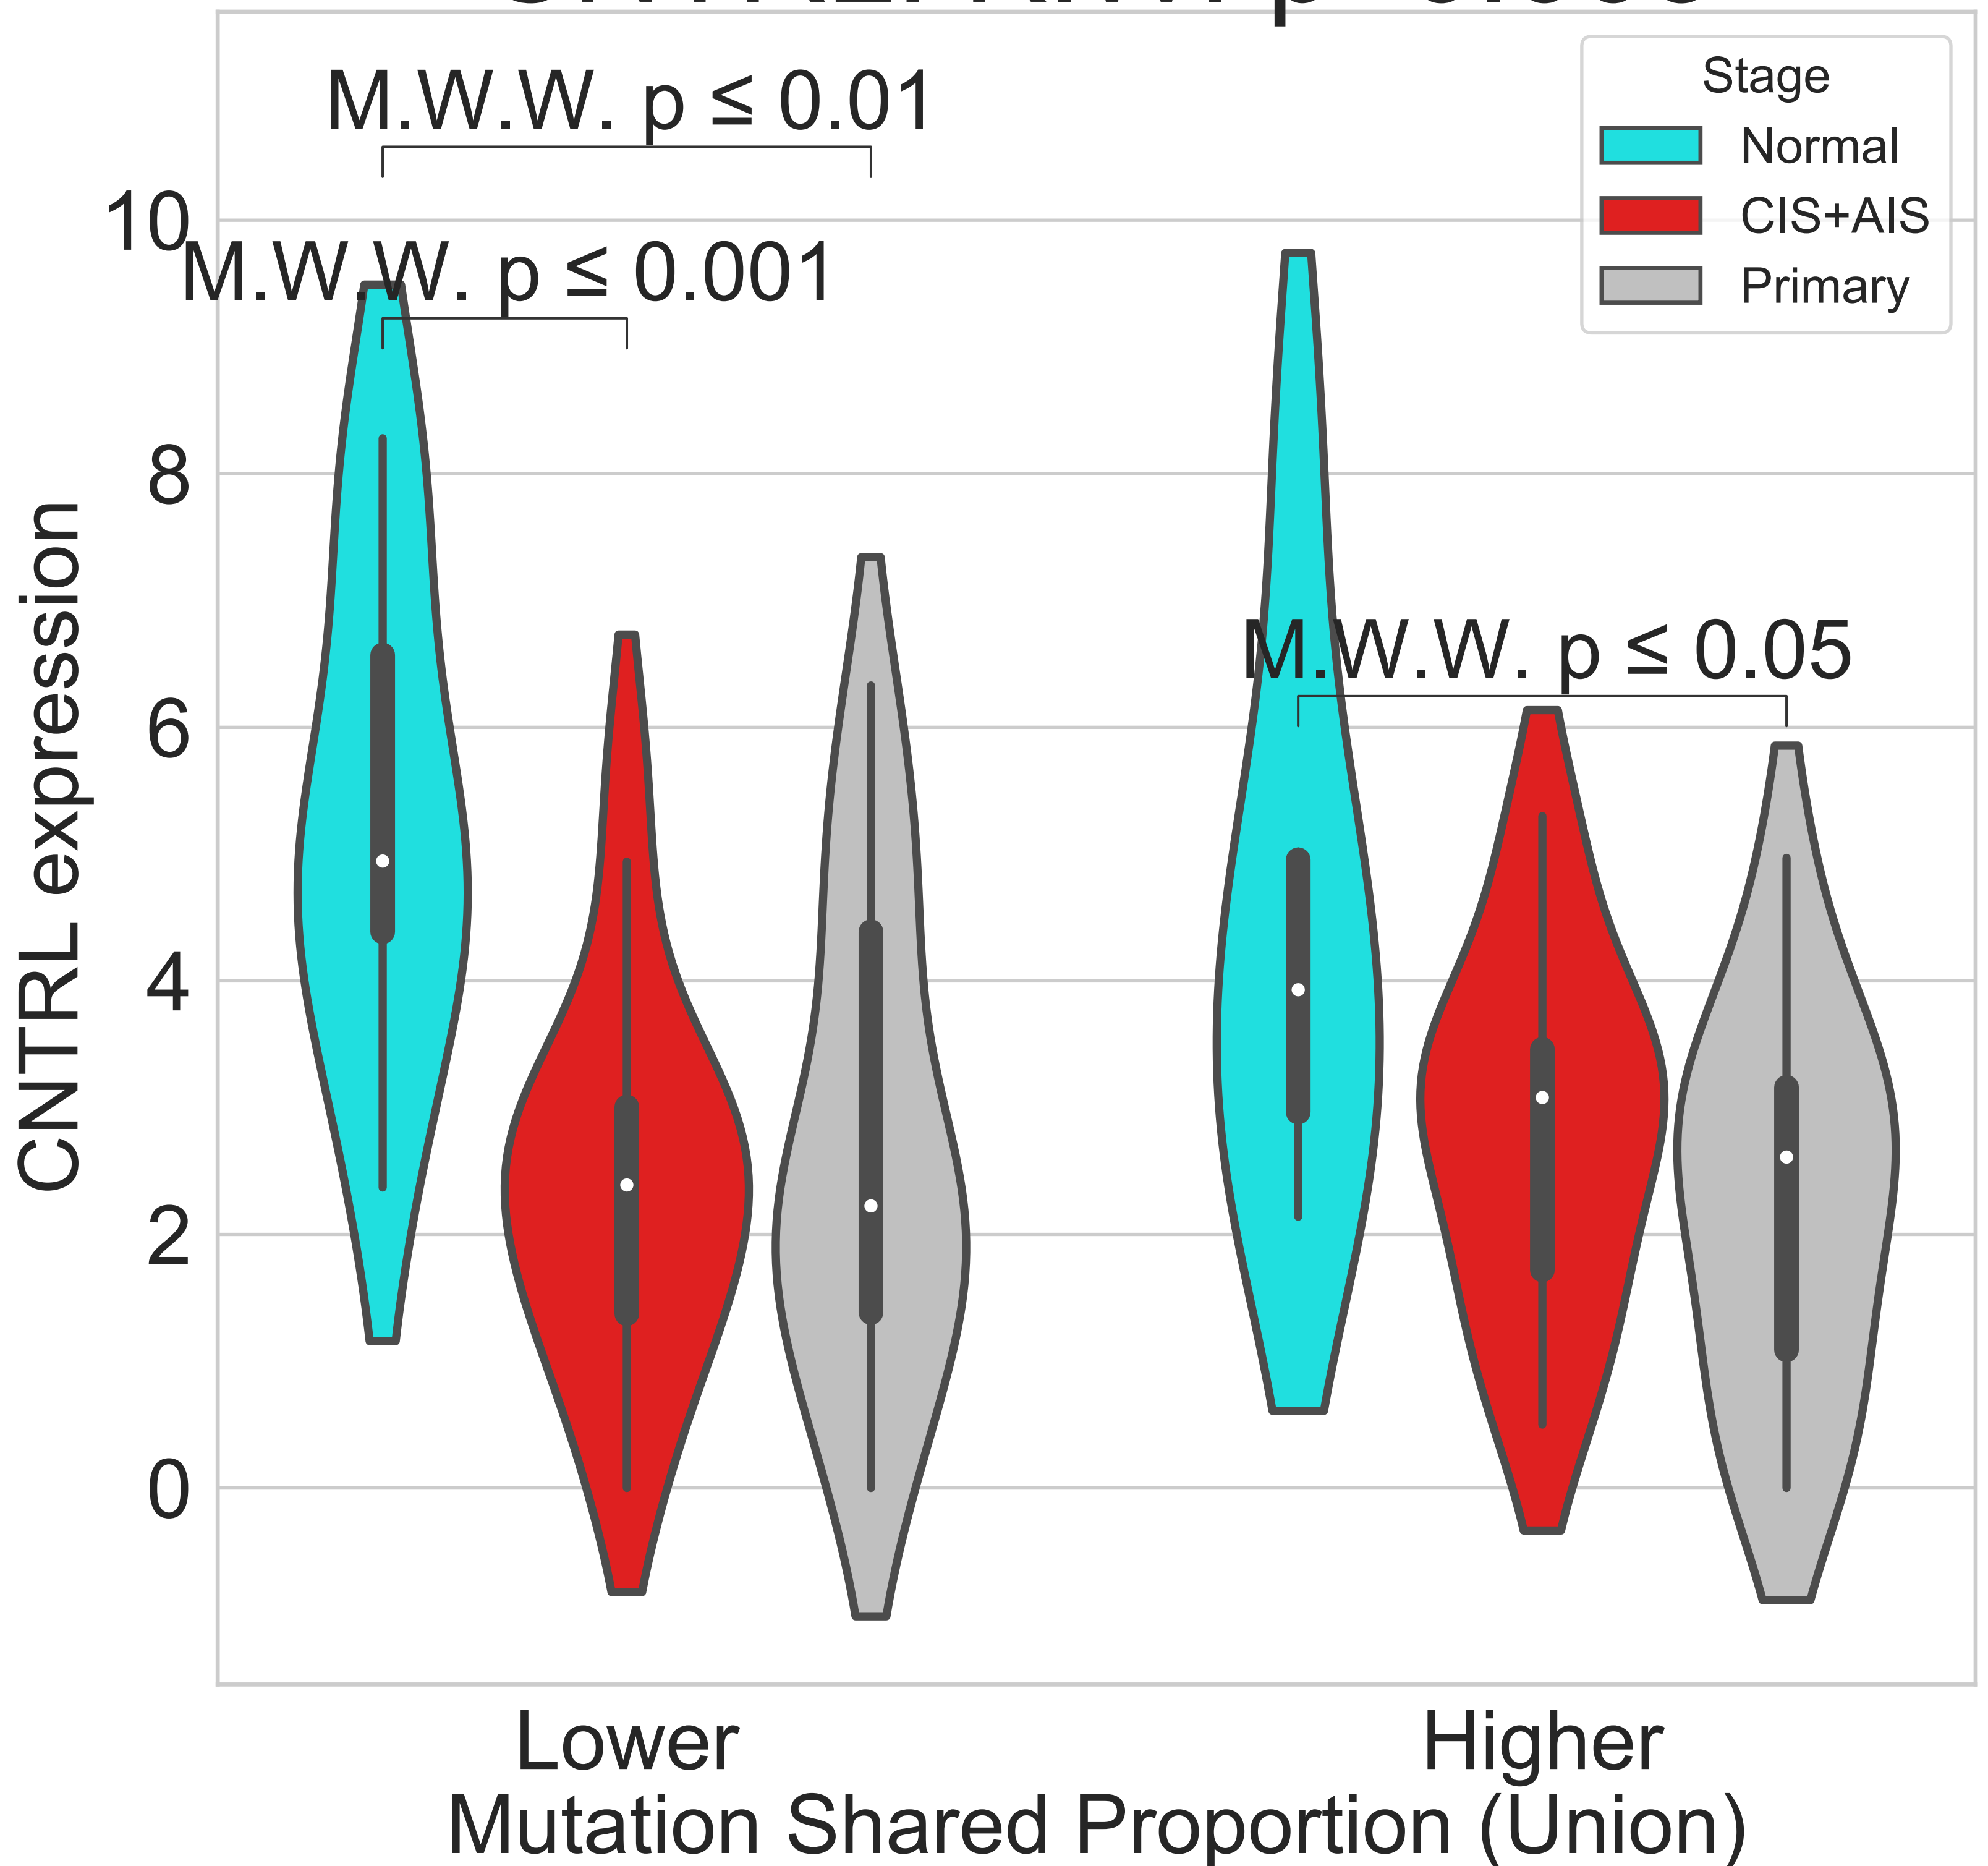 M.W.W. p ≤ 0.01
M.W.W. p ≤ 0.001
M.W.W. p ≤ 0.05
Stage
Normal
CIS+AIS
Primary
10
8
6
4
2
0
CNTRL expression
Lower
Higher
Mutation Shared Proportion (Union)